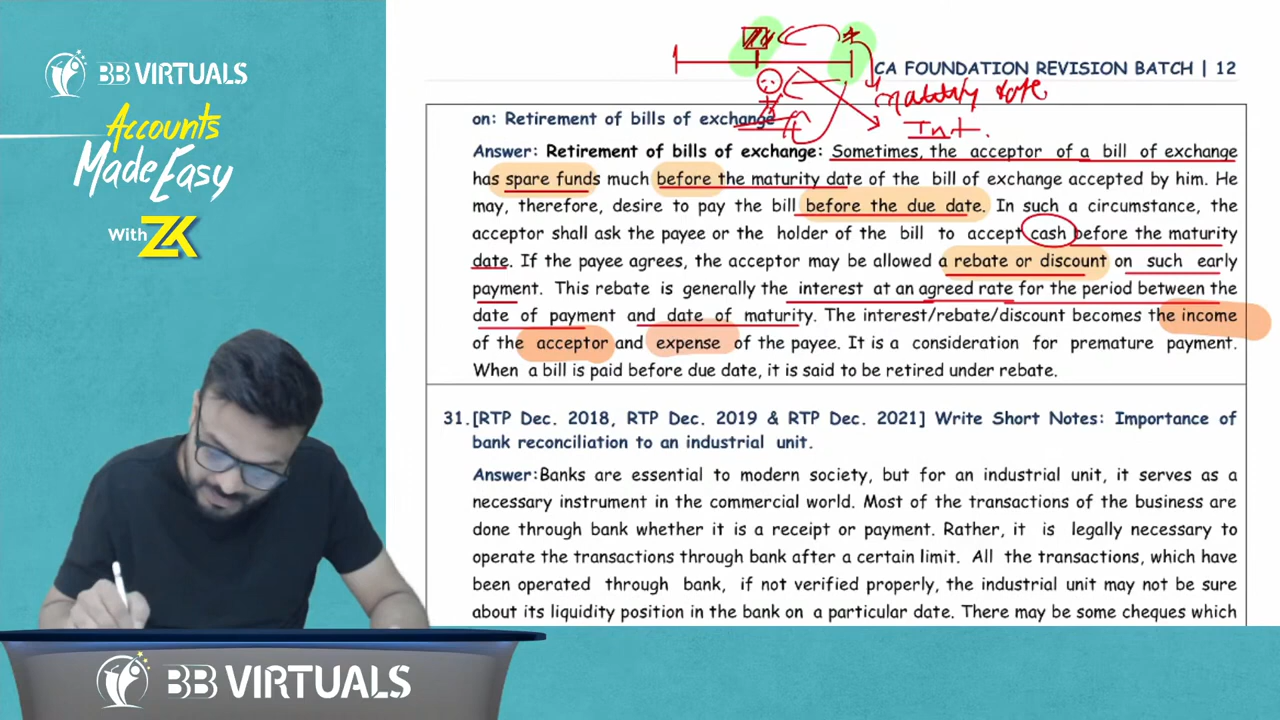 BB VIRTUALS
Accounts
Made Easy
With ZK
CA FOUNDATION REVISION BATCH | 12
maturity date
Int.
on: Retirement of bills of exchange
Answer: Retirement of bills of exchange: Sometimes, the acceptor of a bill of exchange
has spare funds much before the maturity date of the bill of exchange accepted by him. He
may, therefore, desire to pay the bill before the due date. In such a circumstance, the
acceptor shall ask the payee or the holder of the bill to accept cash before the maturity
date. If the payee agrees, the acceptor may be allowed a rebate or discount on such early
payment. This rebate is generally the interest at an agreed rate for the period between the
date of payment and date of maturity. The interest/rebate/discount becomes the income
of the acceptor and expense of the payee. It is a consideration for premature payment.
When a bill is paid before due date, it is said to be retired under rebate.
31. [RTP Dec. 2018, RTP Dec. 2019 & RTP Dec. 2021] Write Short Notes: Importance of
bank reconciliation to an industrial unit.
Answer:Banks are essential to modern society, but for an industrial unit, it serves as a
necessary instrument in the commercial world. Most of the transactions of the business are
done through bank whether it is a receipt or payment. Rather, it is legally necessary to
operate the transactions through bank after a certain limit. All the transactions, which have
been operated through bank, if not verified properly, the industrial unit may not be sure
about its liquidity position in the bank on a particular date. There may be some cheques which
BB VIRTUALS